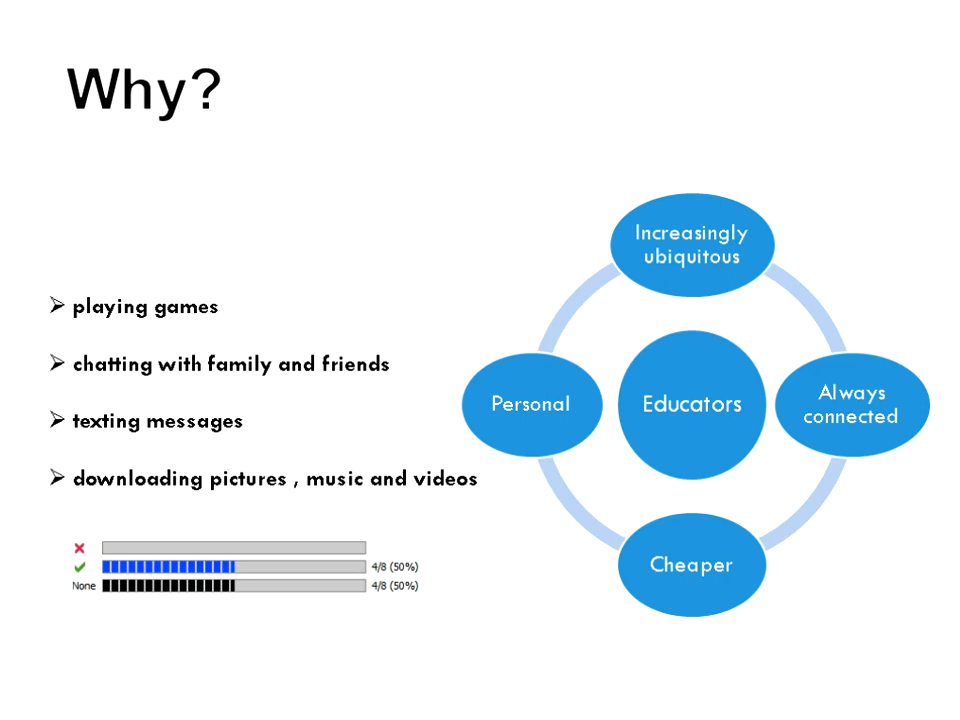 Why?
➢ playing games
➢ chatting with family and friends
➢ texting messages
➢ downloading pictures , music and videos
4/8 (50%)
None 4/8 (50%)
Increasingly
ubiquitous
Personal
Educators
Always
connected
Cheaper